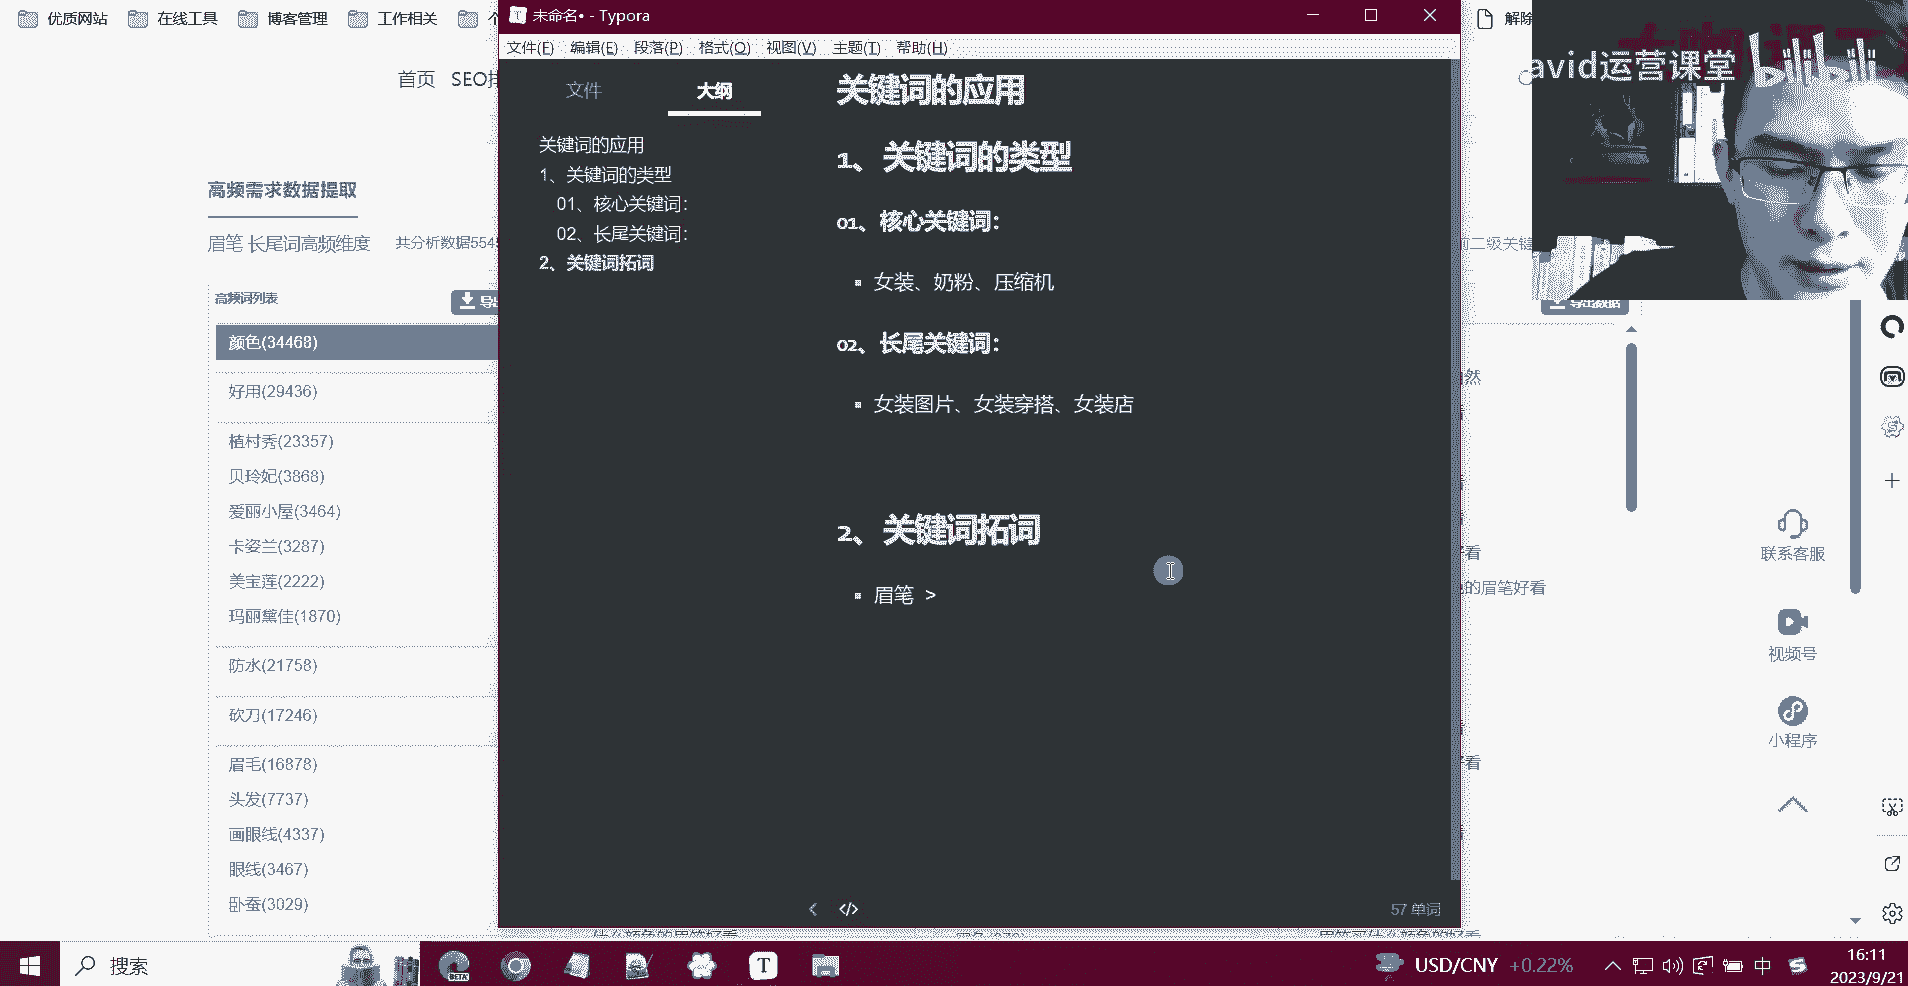 优质网站
在线工具
博客管理
工作相关
未命名• - Typora
文件(F) 编辑(E) 段落(P) 格式(O) 视图(V) 主题(T) 帮助(H)
文件
大纲
关键词的应用
1、关键词的类型
01、核心关键词：
02、长尾关键词：
2、关键词拓词
关键词的应用
1、关键词的类型
01、核心关键词：
女装、奶粉、压缩机
02、长尾关键词：
女装图片、女装穿搭、女装店
2、关键词拓词
眉笔 >
57 单词
首页
高频需求数据提取
眉笔 长尾词高频维度
共分析数据554
高频词列表
颜色(34468)
好用(29436)
植村秀(23357)
贝玲妃(3868)
爱丽小屋(3464)
卡姿兰(3287)
美宝莲(2222)
玛丽黛佳(1870)
防水(21758)
砍刀(17246)
眉毛(16878)
头发(7737)
画眼线(4337)
眼线(3467)
卧蚕(3029)
解除
avid运营课堂 bilibili
导出数据
的眉笔好看
联系客服
视频号
小程序
搜索
USD/CNY +0.22%
中
16:11
2023/9/21